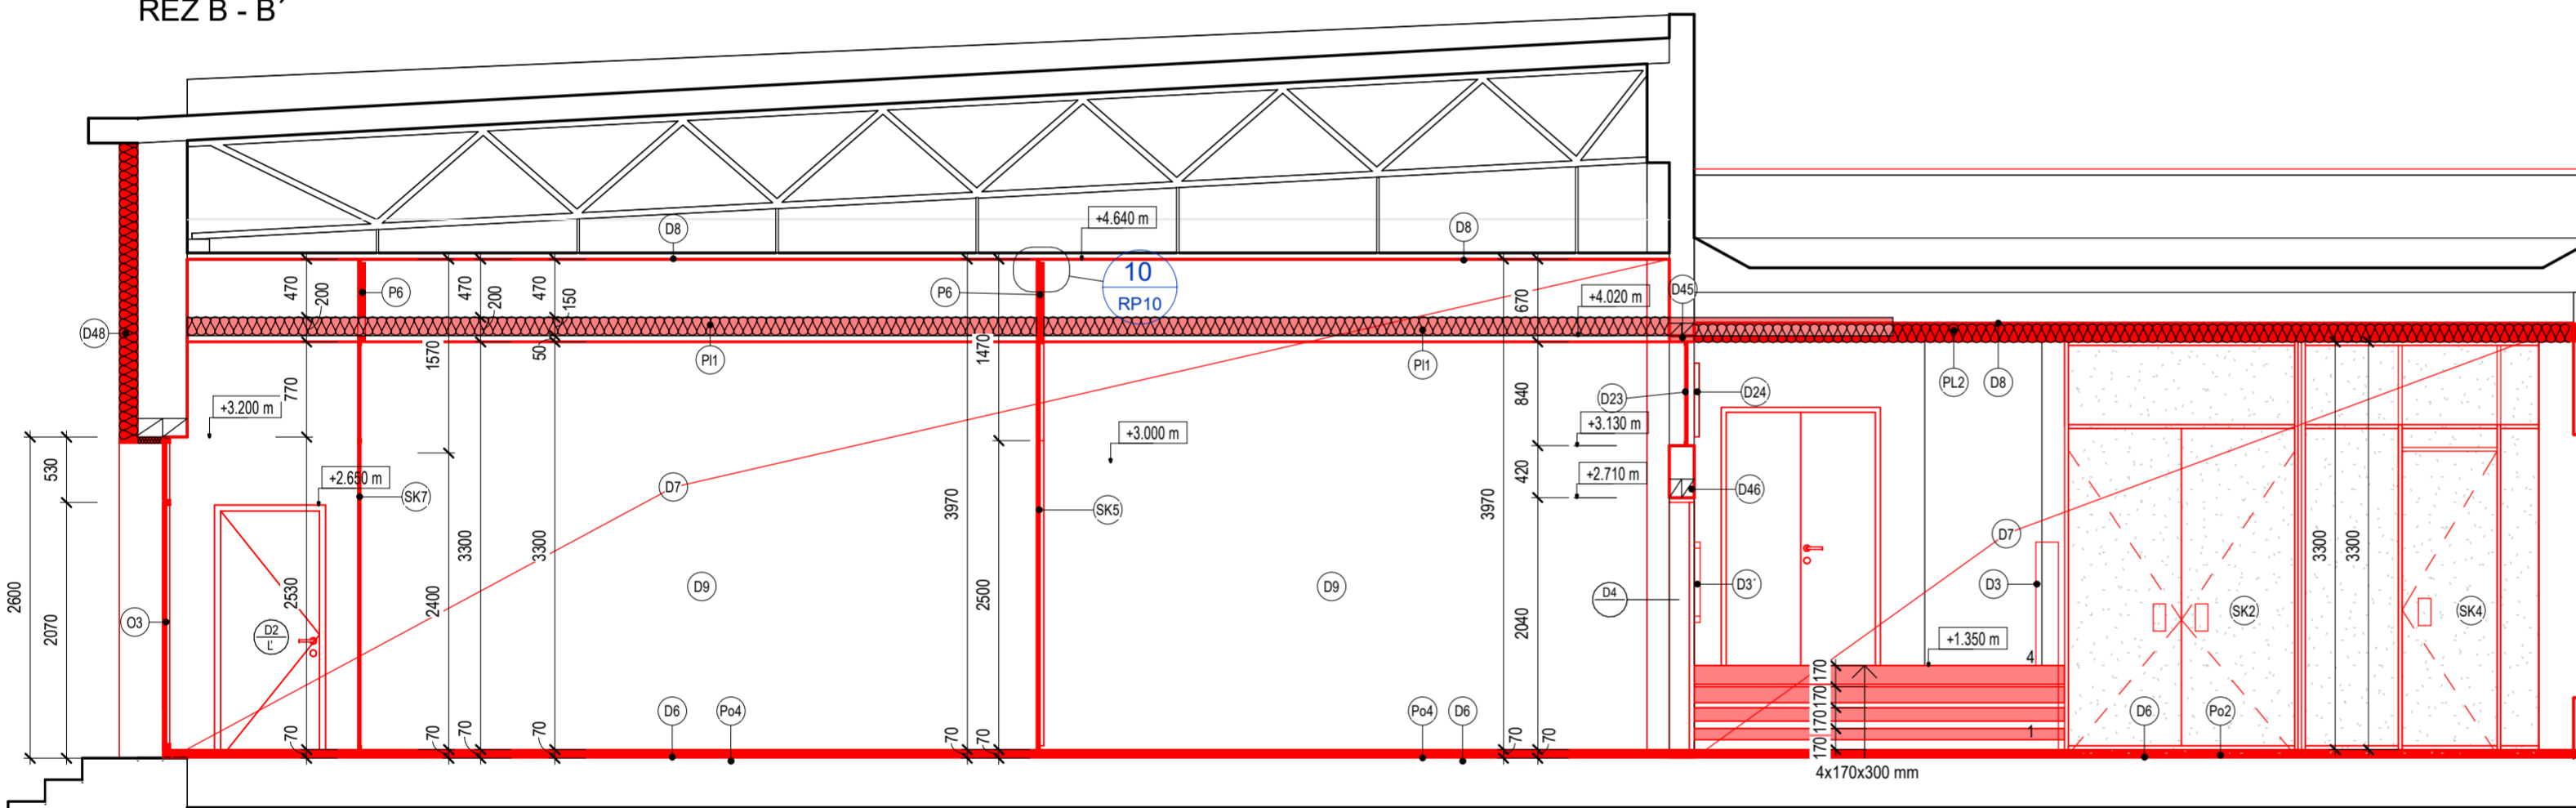 REZ B - B´
+4.640 m
D8
D8
10
RP10
470
200
P6
470
200
470
150
P6
670
+4.020 m
D45
D48
1570
50
Pl1
1470
Pl1
PL2
D8
770
+3.200 m
840
D23
D24
+3.130 m
+3.000 m
530
+2.650 m
SK7
D7
3970
SK5
3970
420
+2.710 m
D46
D7
3300
3300
3300
3300
2600
2070
O3
2530
2400
D2
L'
D9
2500
D9
D4
2040
D3´
D3
SK2
SK4
+1.350 m
4
170
170
170
170
1
70
70
70
70
D6
Po4
70
70
Po4
D6
70
70
D6
Po2
4x170x300 mm